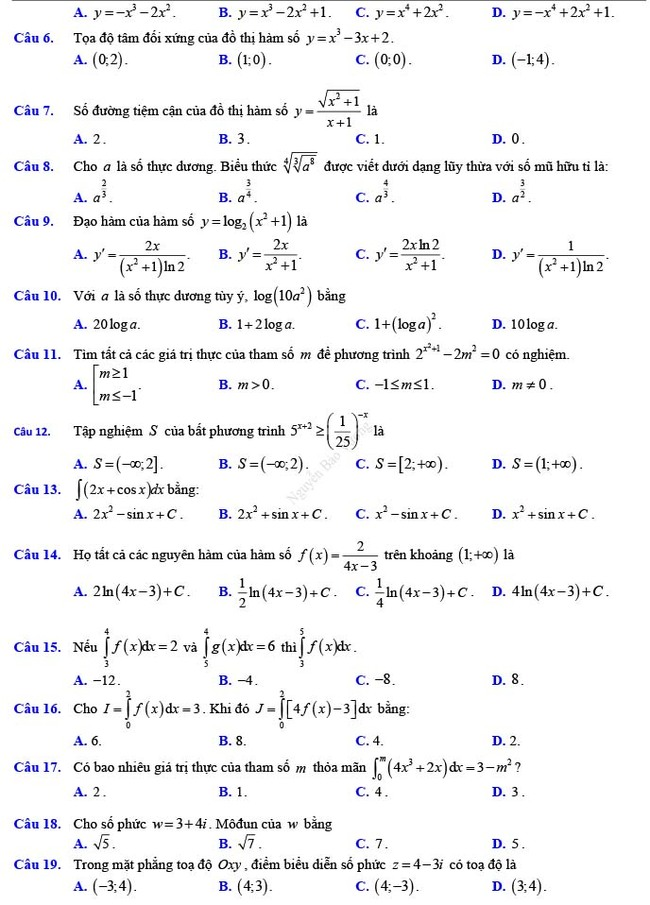 A. y=−x³−2x². B. y=x³−2x²+1. C. y=x⁴+2x². D. y=−x⁴+2x²+1.
Câu 6. Tọa độ tâm đối xứng của đồ thị hàm số y=x³−3x+2.
A. (0;2). B. (1;0). C. (0;0). D. (−1;4).
Câu 7. Số đường tiệm cận của đồ thị hàm số y=√(x²+1)/(x+1) là
A. 2. B. 3. C. 1. D. 0.
Câu 8. Cho a là số thực dương. Biểu thức ⁴√(³√(a⁸)) được viết dưới dạng lũy thừa với số mũ hữu tỉ là:
A. a^(2/3). B. a^(3/4). C. a^(4/3). D. a^(3/2).
Câu 9. Đạo hàm của hàm số y=log₂(x²+1) là
A. y′=2x/((x²+1)ln2). B. y′=2x/(x²+1). C. y′=2x ln2/(x²+1). D. y′=1/((x²+1)ln2).
Câu 10. Với a là số thực dương tùy ý, log(10a²) bằng
A. 20log a. B. 1+2log a. C. 1+(log a)². D. 10log a.
Câu 11. Tìm tất cả các giá trị thực của tham số m để phương trình 2^(x²+1)−2m²=0 có nghiệm.
A. [m≥1
m≤−1. B. m>0. C. −1≤m≤1. D. m≠0.
Câu 12. Tập nghiệm S của bất phương trình 5^(x+2)≥(1/25)^(−x) là
A. S=(−∞;2]. B. S=(−∞;2). C. S=[2;+∞). D. S=(1;+∞).
Câu 13. ∫(2x+cos x)dx bằng:
A. 2x²−sin x+C. B. 2x²+sin x+C. C. x²−sin x+C. D. x²+sin x+C.
Câu 14. Họ tất cả các nguyên hàm của hàm số f(x)=2/(4x−3) trên khoảng (1;+∞) là
A. 2ln(4x−3)+C. B. 1/2 ln(4x−3)+C. C. 1/4 ln(4x−3)+C. D. 4ln(4x−3)+C.
Câu 15. Nếu ∫₃⁴ f(x)dx=2 và ∫₅⁴ g(x)dx=6 thì ∫₃⁵ f(x)dx.
A. −12. B. −4. C. −8. D. 8.
Câu 16. Cho I=∫₀² f(x)dx=3. Khi đó J=∫₀² [4f(x)−3]dx bằng:
A. 6. B. 8. C. 4. D. 2.
Câu 17. Có bao nhiêu giá trị thực của tham số m thỏa mãn ∫₀ᵐ (4x³+2x)dx=3−m²?
A. 2. B. 1. C. 4. D. 3.
Câu 18. Cho số phức w=3+4i. Môđun của w bằng
A. √5. B. √7. C. 7. D. 5.
Câu 19. Trong mặt phẳng toạ độ Oxy, điểm biểu diễn số phức z=4−3i có toạ độ là
A. (−3;4). B. (4;3). C. (4;−3). D. (3;4).